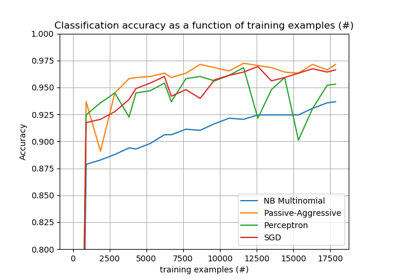 Classification accuracy as a function of training examples (#)
1.000
0.975
0.950
0.925
0.900
0.875
0.850
0.825
0.800
Accuracy
NB Multinomial
Passive-Aggressive
Perceptron
SGD
0 2500 5000 7500 10000 12500 15000 17500
training examples (#)